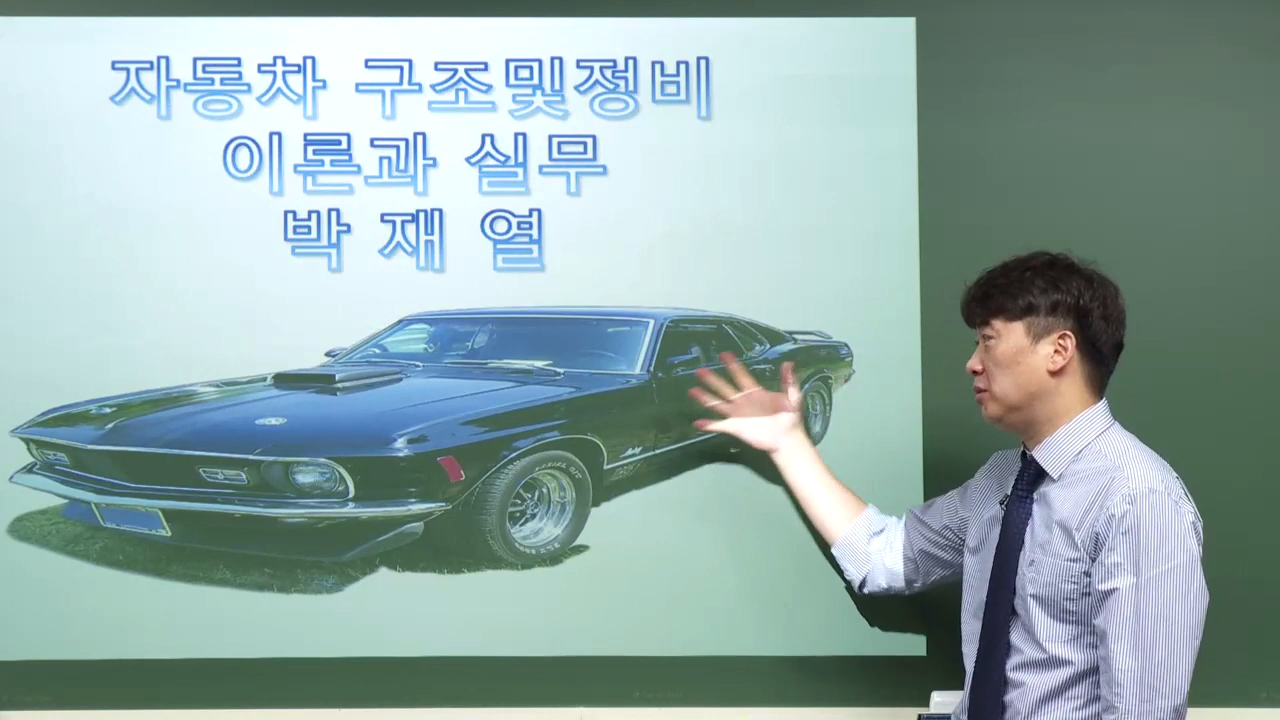 자동차 구조및정비
이론과 실무
박 재 열